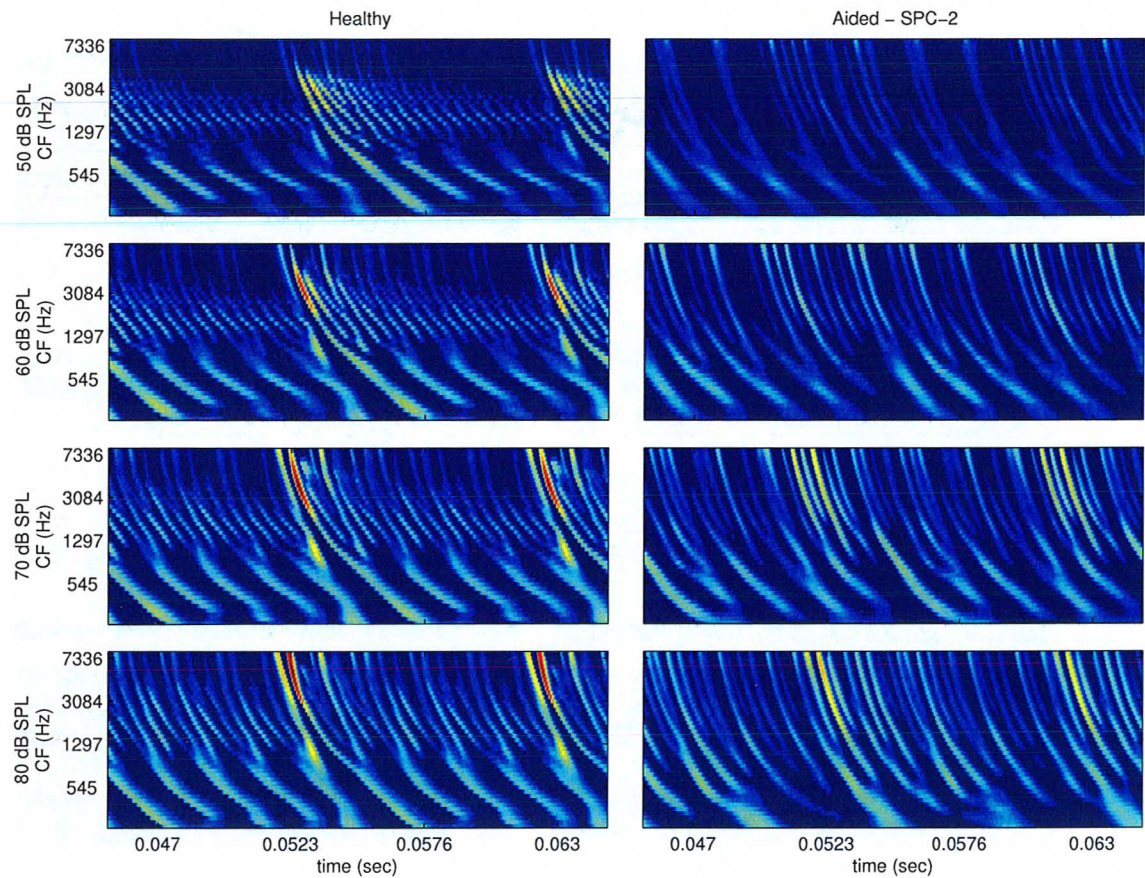 Healthy
Aided – SPC–2
50 dB SPL
CF (Hz)
7336
3084
1297
545
60 dB SPL
CF (Hz)
7336
3084
1297
545
70 dB SPL
CF (Hz)
7336
3084
1297
545
80 dB SPL
CF (Hz)
7336
3084
1297
545
0.047 0.0523 0.0576 0.063
time (sec)
0.047 0.0523 0.0576 0.063
time (sec)